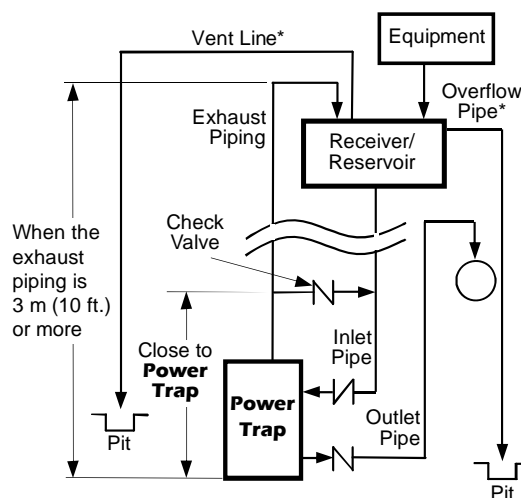 Vent Line*
Equipment
Overflow
Pipe*
Exhaust
Piping
Receiver/
Reservoir
When the
exhaust
piping is
3 m (10 ft.)
or more
Check
Valve
Close to
Power
Trap
Inlet
Pipe
Power
Trap
Outlet
Pipe
Pit
Pit